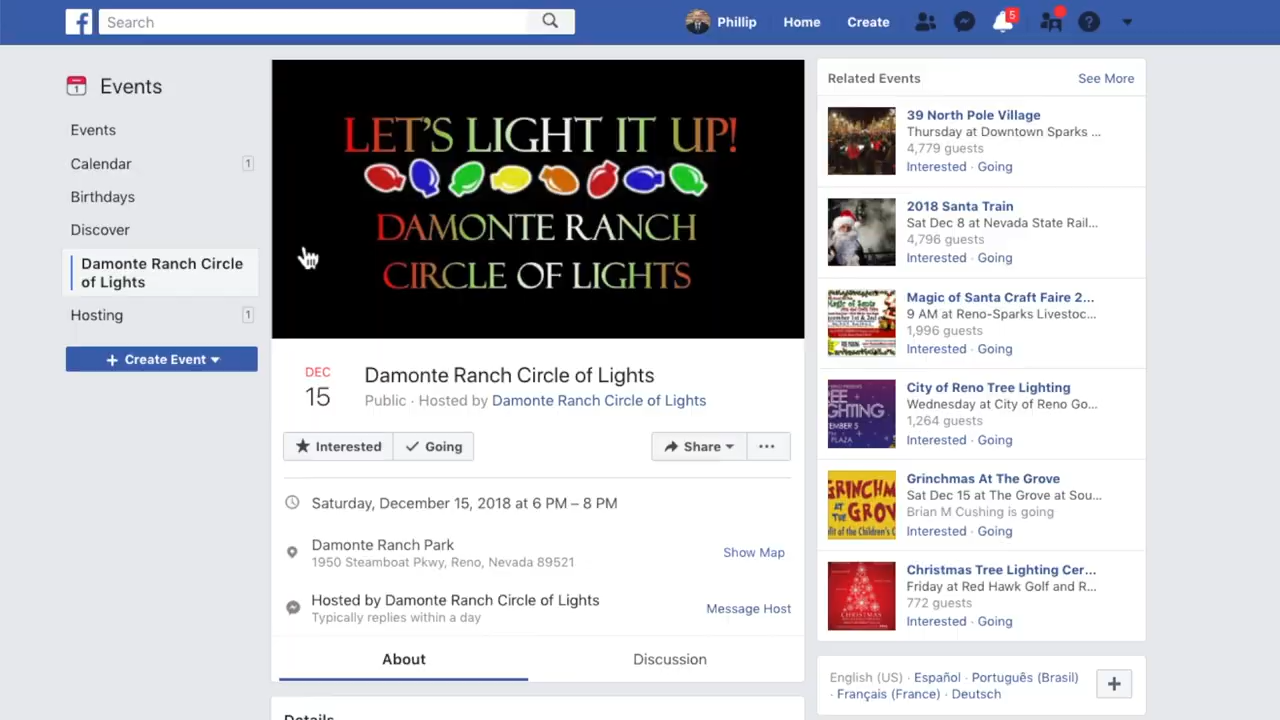 f
Search
Phillip
Home
Create
5
?
1
Events
Events
Calendar
1
Birthdays
Discover
Damonte Ranch Circle
of Lights
Hosting
1
+ Create Event
LET'S LIGHT IT UP!
DAMONTE RANCH
CIRCLE OF LIGHTS
DEC
15
Damonte Ranch Circle of Lights
Public · Hosted by Damonte Ranch Circle of Lights
Interested
Going
Share
...
Saturday, December 15, 2018 at 6 PM – 8 PM
Damonte Ranch Park
1950 Steamboat Pkwy, Reno, Nevada 89521
Show Map
Hosted by Damonte Ranch Circle of Lights
Typically replies within a day
Message Host
About
Discussion
Details
Related Events
See More
39 North Pole Village
Thursday at Downtown Sparks ...
4,779 guests
Interested · Going
2018 Santa Train
Sat Dec 8 at Nevada State Rail...
4,796 guests
Interested · Going
Magic of Santa Craft Faire 2...
9 AM at Reno-Sparks Livestoc...
1,996 guests
Interested · Going
City of Reno Tree Lighting
Wednesday at City of Reno Go...
1,264 guests
Interested · Going
GRINCHM
AT THE
GROV
Grinchmas At The Grove
Sat Dec 15 at The Grove at Sou...
Brian M Cushing is going
Interested · Going
CHRISTMAS
Christmas Tree Lighting Cer...
Friday at Red Hawk Golf and R...
772 guests
Interested · Going
English (US) · Español · Português (Brasil)
· Français (France) · Deutsch
+